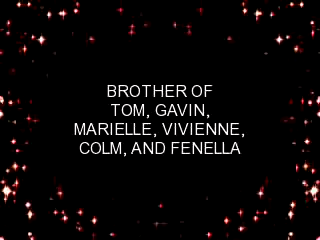 BROTHER OF
TOM, GAVIN,
MARIELLE, VIVIENNE,
COLM, AND FENELLA